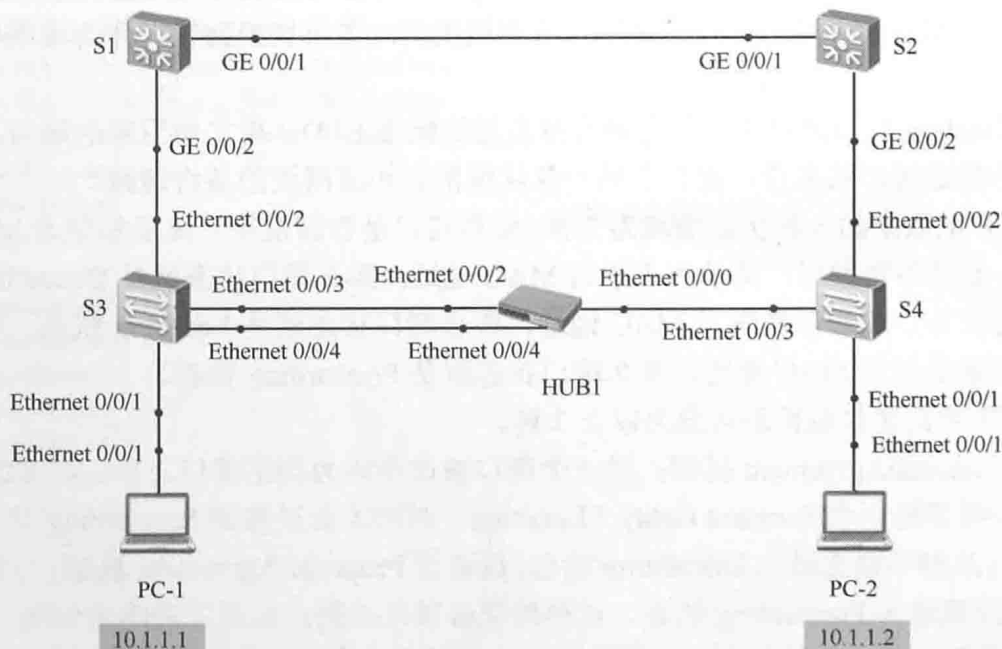 S1
S2
GE 0/0/1
GE 0/0/1
GE 0/0/2
GE 0/0/2
Ethernet 0/0/2
Ethernet 0/0/2
Ethernet 0/0/3
Ethernet 0/0/2
Ethernet 0/0/0
S3
S4
Ethernet 0/0/4
Ethernet 0/0/4
Ethernet 0/0/3
HUB1
Ethernet 0/0/1
Ethernet 0/0/1
Ethernet 0/0/1
Ethernet 0/0/1
PC-1
PC-2
10.1.1.1
10.1.1.2